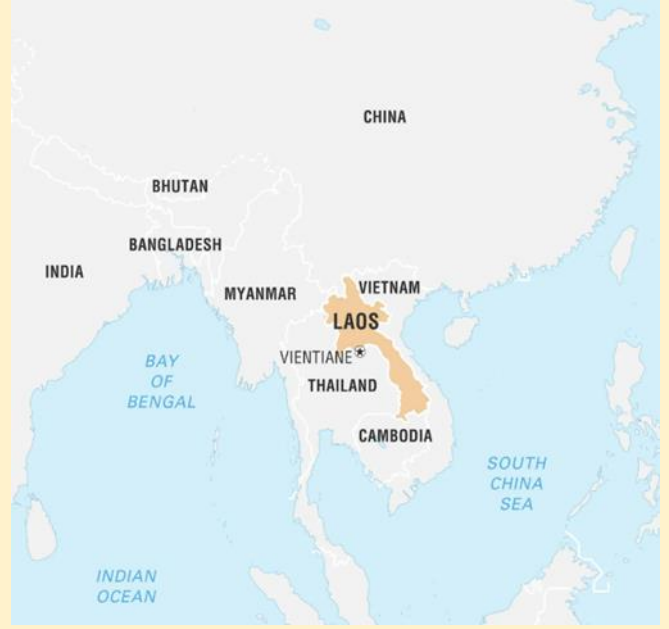 CHINA
BHUTAN
BANGLADESH
INDIA
MYANMAR
VIETNAM
LAOS
VIENTIANE
THAILAND
BAY
OF
BENGAL
CAMBODIA
SOUTH
CHINA
SEA
INDIAN
OCEAN